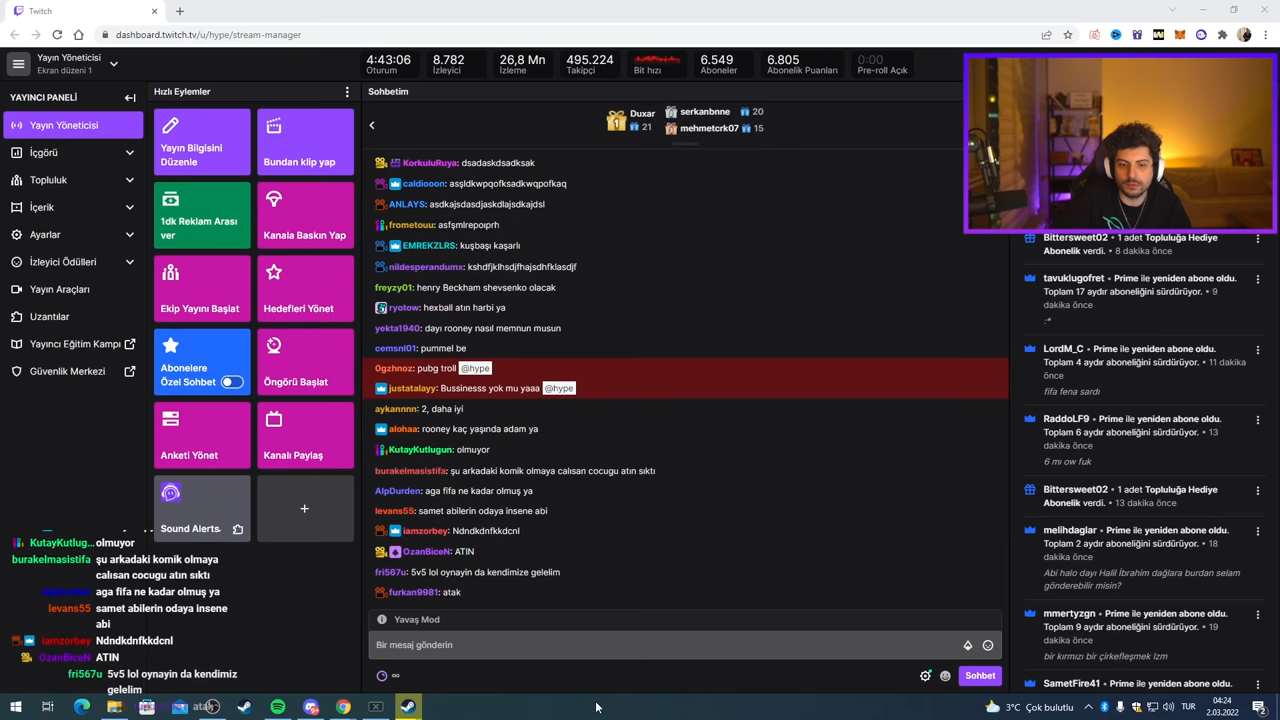 Twitch
dashboard.twitch.tv/u/hype/stream-manager
Yayın Yöneticisi
Ekran düzeni 1
4:43:06
Oturum
8.782
İzleyici
26,8 Mn
İzleme
495.224
Takipçi
Bit hızı
6.549
Aboneler
6.805
Abonelik Puanları
0:00
Pre-roll Açık
YAYINCI PANELİ
Yayın Yöneticisi
İçgörü
Topluluk
İçerik
Ayarlar
İzleyici Ödülleri
Yayın Araçları
Uzantılar
Yayıncı Eğitim Kampı
Güvenlik Merkezi
Hızlı Eylemler
Yayın Bilgisini
Düzenle
Bundan klip yap
1dk Reklam Arası
ver
Kanala Baskın Yap
Ekip Yayını Başlat
Hedefleri Yönet
Abonelere
Özel Sohbet
Öngörü Başlat
Anketi Yönet
Kanalı Paylaş
Sound Alerts
+
KutayKutlug... olmuyor
burakelmasistifa şu arkadaki komik olmaya
calısan cocugu atın sıktı
AlpDurden aga fifa ne kadar olmuş ya
levans55 samet abilerin odaya insene
abi
iamzorbey Ndndkdnfkkdcnl
OzanBiceN ATIN
fri567u 5v5 lol oynayin da kendimize
gelelim
Sohbetim
Duxar
21
serkanbnne 20
mehmetcrk07 15
KorkuluRuya: dsadaskdsadksak
caldiooon: asşldkwpqofksadkwqpofkaq
ANLAYS: asdkajsdasdjaskdlajsdkajdsl
frometouu: asfşmlrepoıprh
EMREKZLRS: kuşbaşı kaşarlı
nildesperandumx: kshdfjklhsdjfhajsdhfklasdjf
freyzy01: henry Beckham shevsenko olacak
ryotow: hexball atın harbi ya
yekta1940: dayı rooney nasıl memnun musun
cemsnl01: pummel be
0gzhnoz: pubg troll @hype
justatalayy: Bussinesss yok mu yaaa @hype
aykannnn: 2, daha iyi
alohaa: rooney kaç yaşında adam ya
KutayKutlugun: olmuyor
burakelmasistifa: şu arkadaki komik olmaya calısan cocugu atın sıktı
AlpDurden: aga fifa ne kadar olmuş ya
levans55: samet abilerin odaya insene abi
iamzorbey: Ndndkdnfkkdcnl
OzanBiceN: ATIN
fri567u: 5v5 lol oynayin da kendimize gelelim
furkan9981: atak
Yavaş Mod
Bir mesaj gönderin
Sohbet
Bittersweet02 • 1 adet Topluluğa Hediye
Abonelik verdi. • 8 dakika önce
tavuklugofret • Prime ile yeniden abone oldu.
Toplam 17 aydır aboneliğini sürdürüyor. • 9
dakika önce
:*
LordM_C • Prime ile yeniden abone oldu.
Toplam 4 aydır aboneliğini sürdürüyor. • 11 dakika
önce
fifa fena sardı
RaddoLF9 • Prime ile yeniden abone oldu.
Toplam 6 aydır aboneliğini sürdürüyor. • 13
dakika önce
6 mı ow fuk
Bittersweet02 • 1 adet Topluluğa Hediye
Abonelik verdi. • 13 dakika önce
melihdaglar • Prime ile yeniden abone oldu.
Toplam 2 aydır aboneliğini sürdürüyor. • 18
dakika önce
Abi halo dayı Halil İbrahim dağlara burdan selam
gönderebilir misin?
mmertyzgn • Prime ile yeniden abone oldu.
Toplam 9 aydır aboneliğini sürdürüyor. • 19
dakika önce
bir kırmızı bir çirkefleşmek lzm
SametFire41 • Prime ile yeniden abone oldu.
3°C Çok bulutlu
TUR
04:24
2.03.2022
2